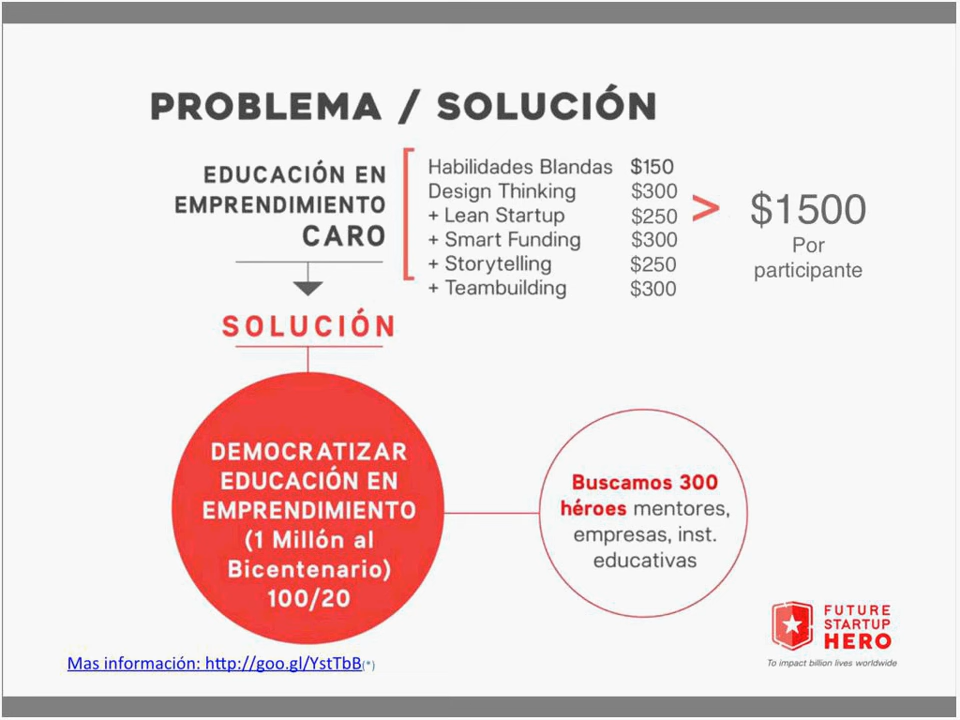 PROBLEMA / SOLUCIÓN
EDUCACIÓN EN
EMPRENDIMIENTO
CARO
Habilidades Blandas $150
Design Thinking $300
+ Lean Startup $250
+ Smart Funding $300
+ Storytelling $250
+ Teambuilding $300
> $1500
Por
participante
SOLUCIÓN
DEMOCRATIZAR
EDUCACIÓN EN
EMPRENDIMIENTO
(1 Millón al
Bicentenario)
100/20
Buscamos 300
héroes mentores,
empresas, inst.
educativas
Mas información: http://goo.gl/YstTbB(*)
FUTURE
STARTUP
HERO
To impact billion lives worldwide